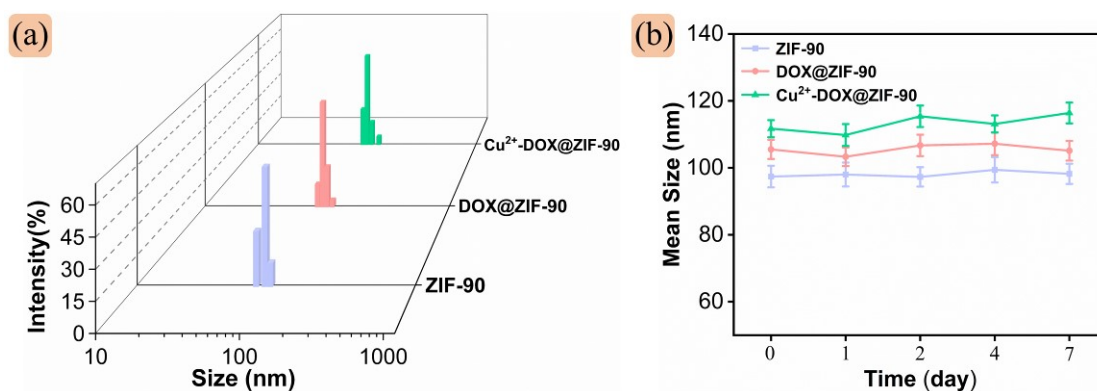 (a)
Intensity(%)
60
45
30
15
0
10
100
1000
Size (nm)
ZIF-90
DOX@ZIF-90
Cu²⁺-DOX@ZIF-90
(b)
Mean Size (nm)
140
120
100
80
60
ZIF-90
DOX@ZIF-90
Cu²⁺-DOX@ZIF-90
0 1 2 4 7
Time (day)